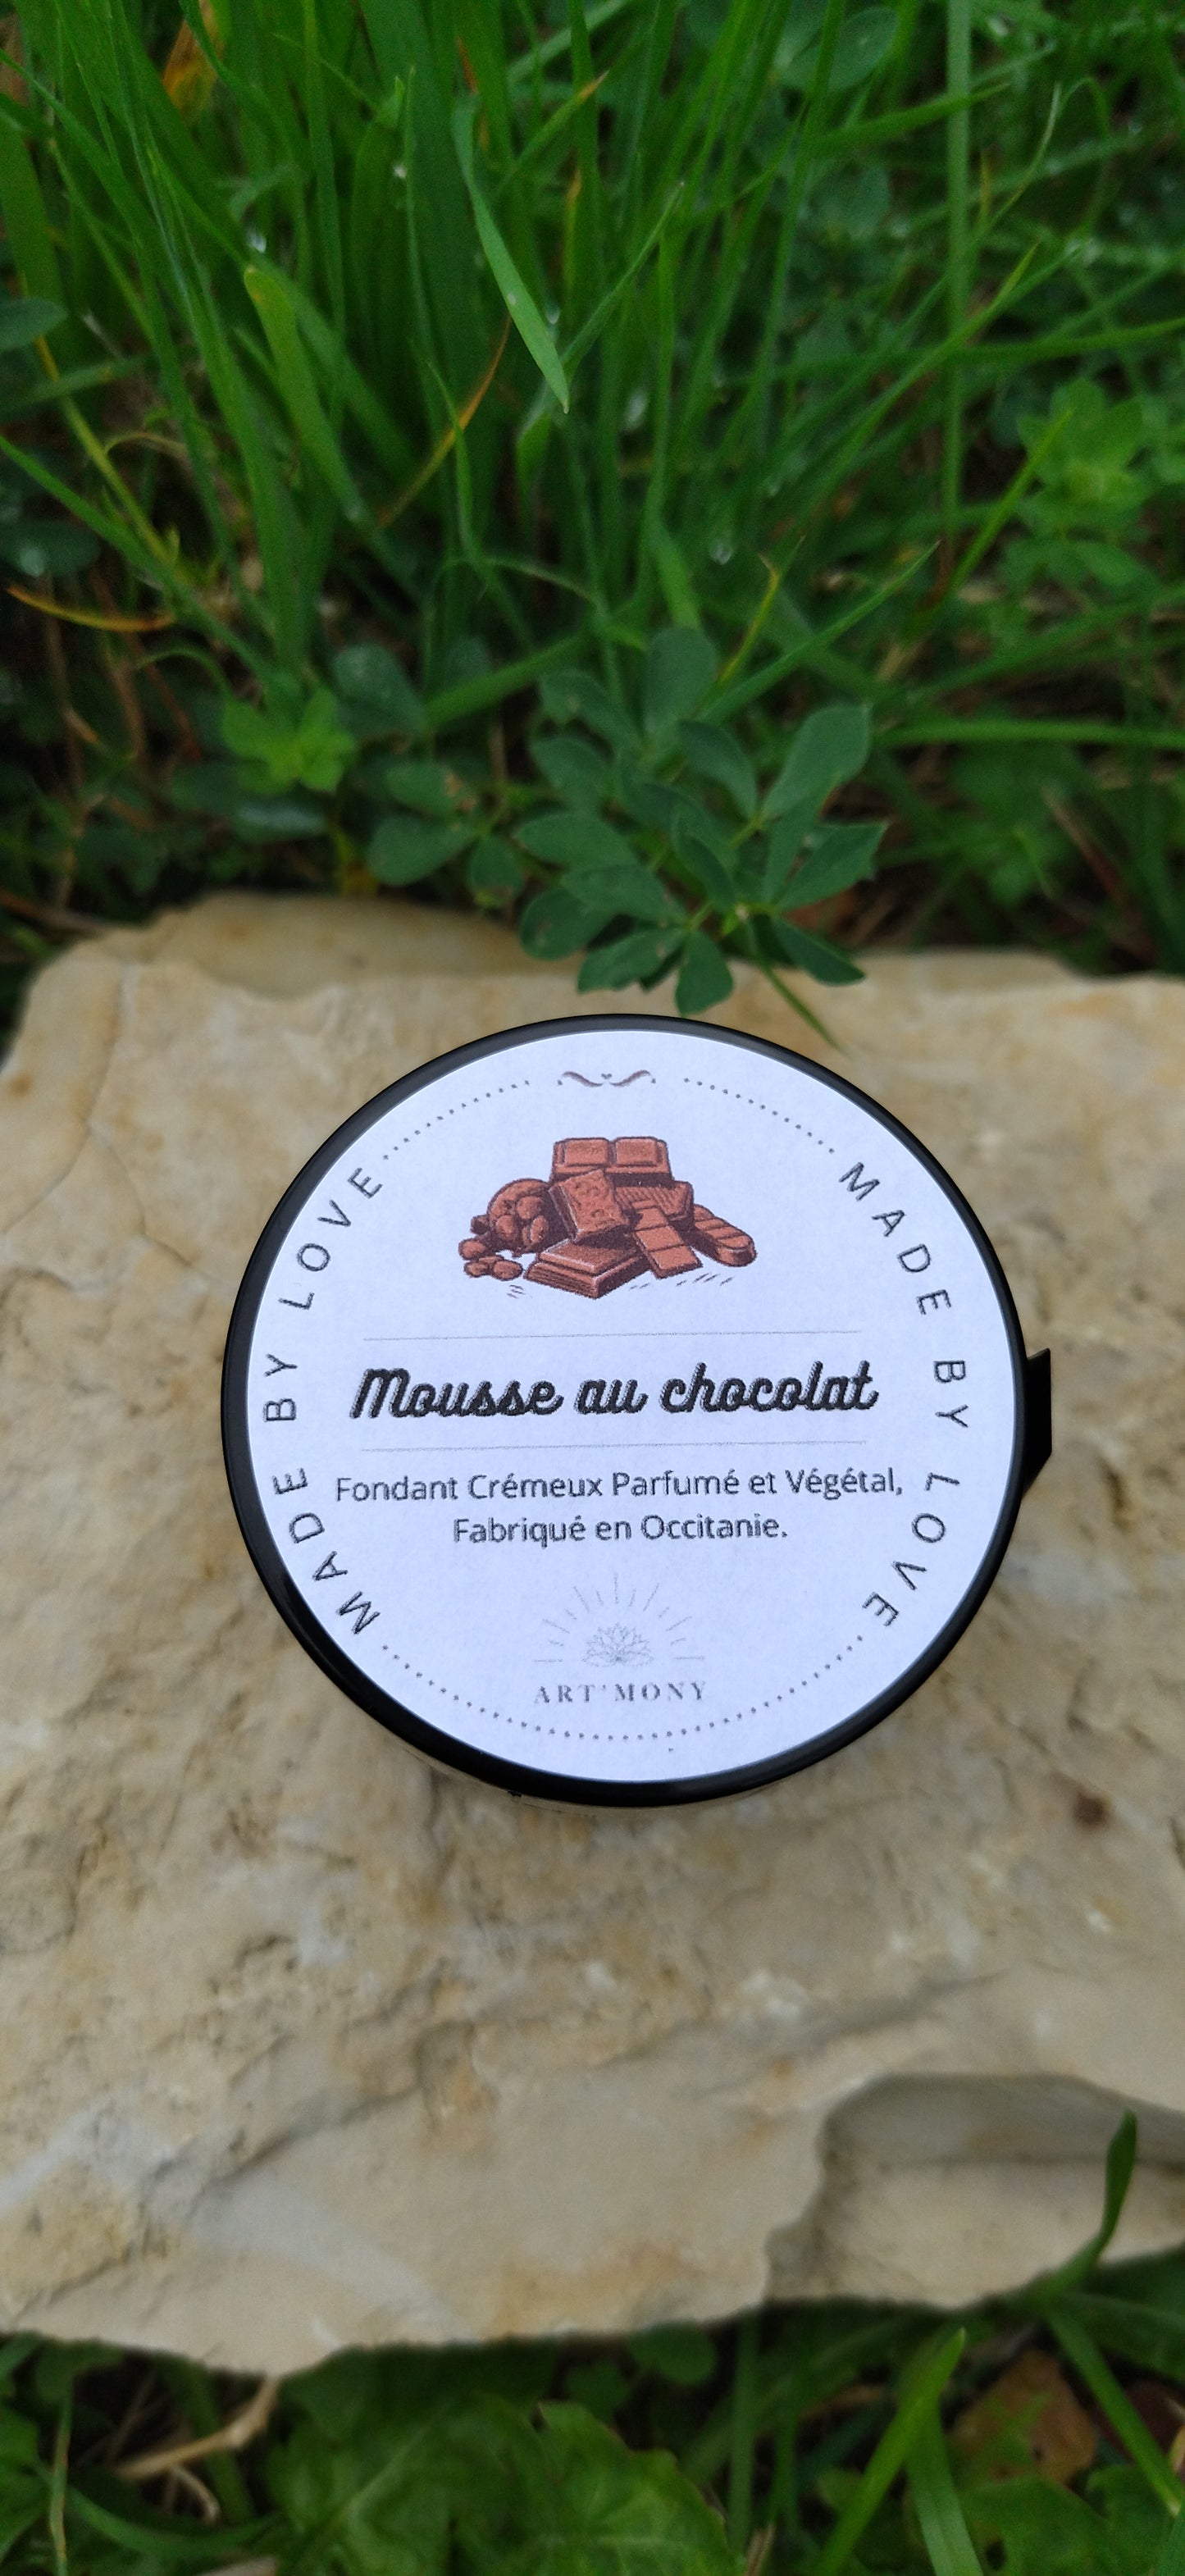 MADE BY LOVE
MADE BY LOVE
Mousse au chocolat
Fondant Crémeux Parfumé et Végétal,
Fabriqué en Occitanie.
ART'MONY